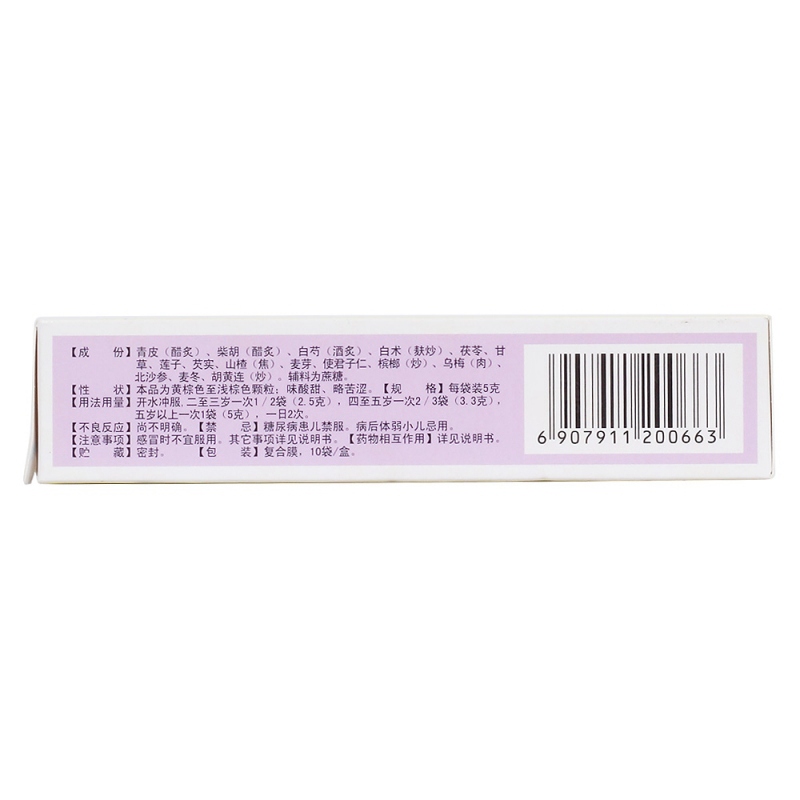 【成　份】青皮（醋炙）、柴胡（醋炙）、白芍（酒炙）、白术（麸炒）、茯苓、甘
草、莲子、芡实、山楂（焦）、麦芽、使君子仁、槟榔（炒）、乌梅（肉）、
北沙参、麦冬、胡黄连（炒）。辅料为蔗糖。
【性　状】本品为黄棕色至浅棕色颗粒；味酸甜、略苦涩。【规　格】每袋装5克
【用法用量】开水冲服，二至三岁一次1/2袋（2.5克），四至五岁一次2/3袋（3.3克），
五岁以上一次1袋（5克），一日2次。
【不良反应】尚不明确。【禁　忌】糖尿病患儿禁服。病后体弱小儿忌用。
【注意事项】感冒时不宜服用。其它事项详见说明书。【药物相互作用】详见说明书。
【贮　藏】密封。【包　装】复合膜，10袋/盒。
6 907911 200663